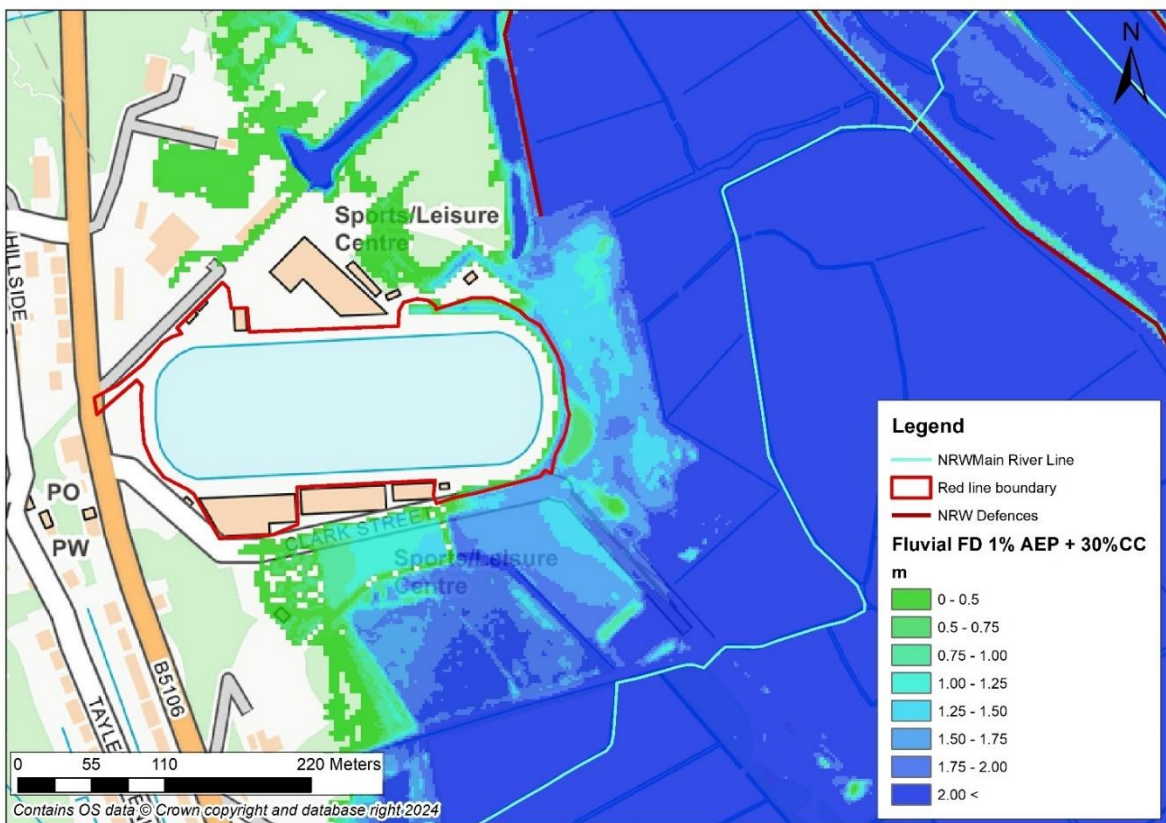 N
Sports/Leisure
Centre
HILLSIDE
PO
PW
CLARK STREET
Sports/Leisure
Centre
B5106
0 55 110 220 Meters
Contains OS data © Crown copyright and database right 2024
Legend
NRWMain River Line
Red line boundary
NRW Defences
Fluvial FD 1% AEP + 30%CC
m
0 - 0.5
0.5 - 0.75
0.75 - 1.00
1.00 - 1.25
1.25 - 1.50
1.50 - 1.75
1.75 - 2.00
2.00 <